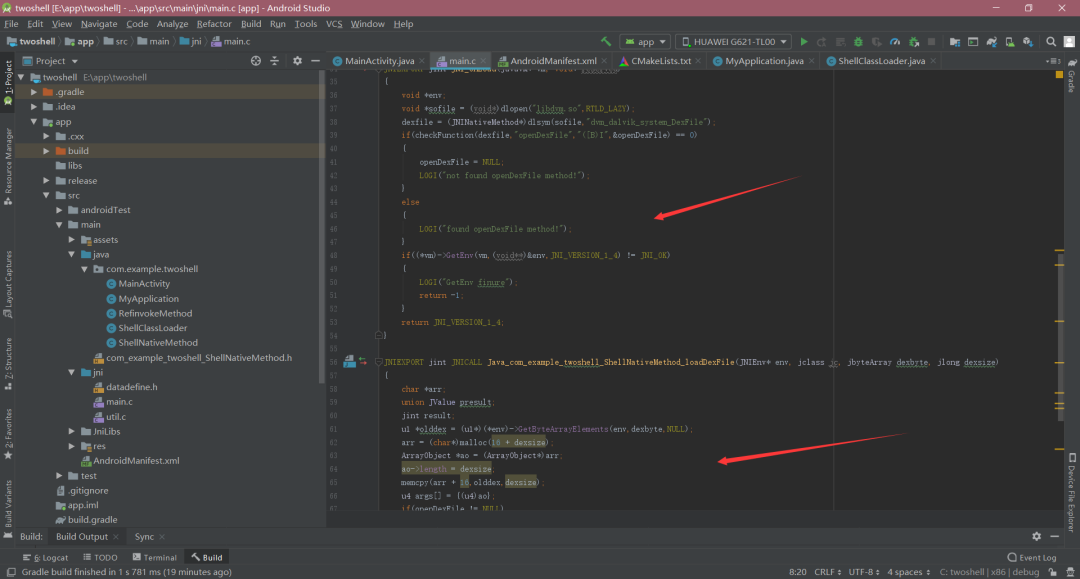 twoshell [E:\app\twoshell] - ...\app\src\main\jni\main.c [app] - Android Studio
File Edit View Navigate Code Analyze Refactor Build Run Tools VCS Window Help
twoshell app src main jni main.c app HUAWEI G621-TL00
Project MainActivity.java main.c AndroidManifest.xml CMakeLists.txt MyApplication.java ShellClassLoader.java
twoshell E:\app\twoshell
.gradle
.idea
app
.cxx
build
libs
release
src
androidTest
main
assets
java
com.example.twoshell
MainActivity
MyApplication
RefinvokeMethod
ShellClassLoader
ShellNativeMethod
com_example_twoshell_ShellNativeMethod.h
jni
datadefine.h
main.c
util.c
JniLibs
res
AndroidManifest.xml
test
.gitignore
app.iml
build.gradle
1: Project
Resource Manager
Layout Captures
Z: Structure
2: Favorites
Build Variants
35 {
36 void *env;
37 void *sofile = (void*)dlopen("libdvm.so",RTLD_LAZY);
38 dexfile = (JNINativeMethod*)dlsym(sofile,"dvm_dalvik_system_DexFile");
39 if(checkFunction(dexfile,"openDexFile","([B)I",&openDexFile) == 0)
40 {
41 openDexFile = NULL;
42 LOGI("not found openDexFile method!");
43 }
44 else
45 {
46 LOGI("found openDexFile method!");
47 }
48 if((*vm)->GetEnv(vm,(void**)&env,JNI_VERSION_1_4) != JNI_OK)
49 {
50 LOGI("GetEnv finure");
51 return -1;
52 }
53 return JNI_VERSION_1_4;
54 }
55
56 JNIEXPORT jint JNICALL Java_com_example_twoshell_ShellNativeMethod_loadDexFile(JNIEnv* env, jclass jc, jbyteArray dexbyte, jlong dexsize)
57 {
58 char *arr;
59 union JValue presult;
60 jint result;
61 u1 *olddex = (u1*)(*env)->GetByteArrayElements(env,dexbyte,NULL);
62 arr = (char*)malloc(16 + dexsize);
63 ArrayObject *ao = (ArrayObject*)arr;
64 ao->length = dexsize;
65 memcpy(arr + 16,olddex,dexsize);
66 u4 args[] = {(u4)ao};
67 if(openDexFile != NULL)
Gradle
Device File Explorer
Build: Build Output Sync
6: Logcat TODO Terminal Build Event Log
Gradle build finished in 1 s 781 ms (19 minutes ago) 8:20 CRLF UTF-8 4 spaces C: twoshell | x86 | debug